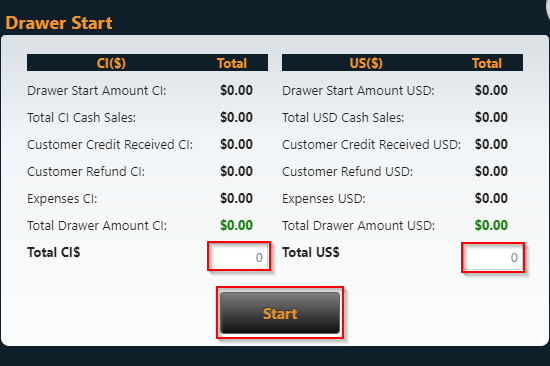 Drawer Start
CI($) Total US($) Total
Drawer Start Amount CI: $0.00 Drawer Start Amount USD: $0.00
Total CI Cash Sales: $0.00 Total USD Cash Sales: $0.00
Customer Credit Received CI: $0.00 Customer Credit Received USD: $0.00
Customer Refund CI: $0.00 Customer Refund USD: $0.00
Expenses CI: $0.00 Expenses USD: $0.00
Total Drawer Amount CI: $0.00 Total Drawer Amount USD: $0.00
Total CI$ 0 Total US$ 0
Start